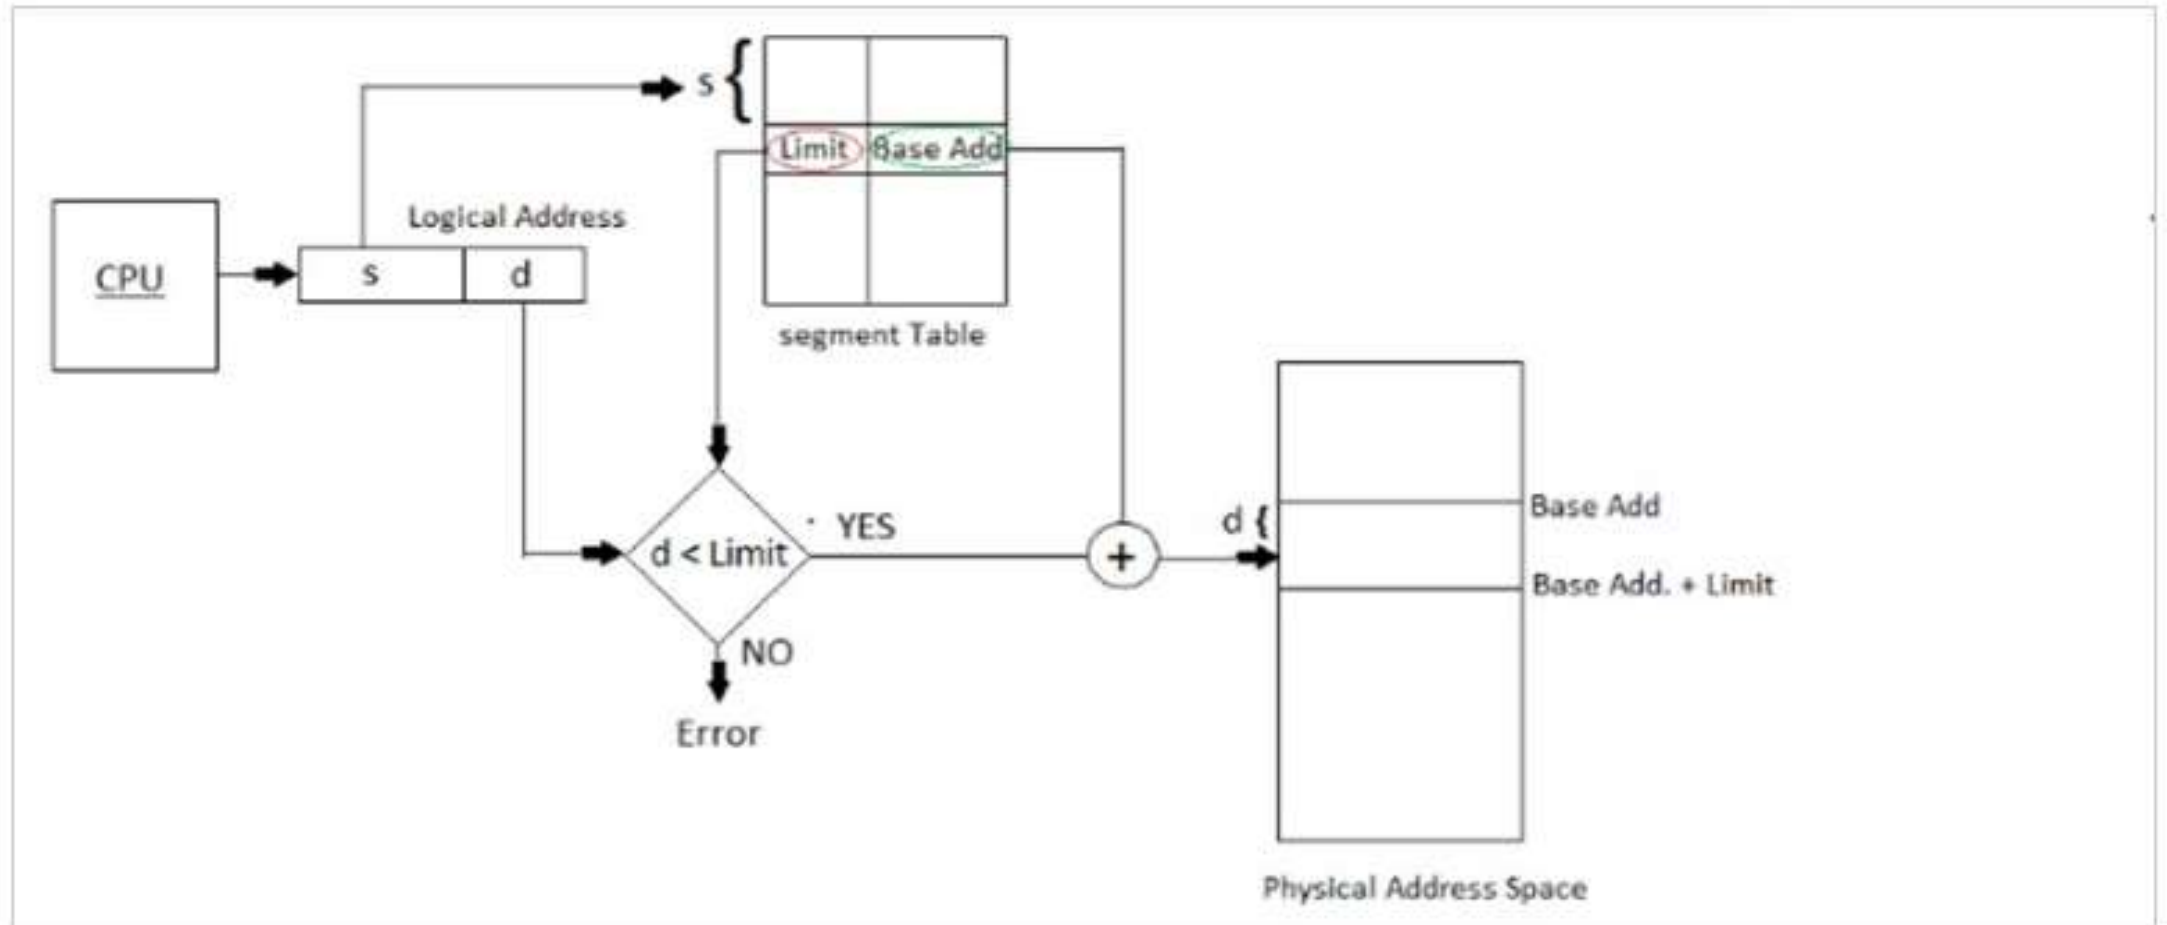 s {
Limit
Base Add
Logical Address
CPU
s
d
segment Table
d < Limit
YES
NO
Error
+
d {
Base Add
Base Add. + Limit
Physical Address Space